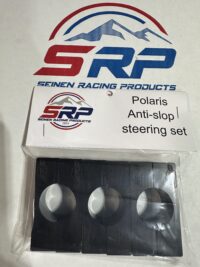 SRP
SEINEN RACING PRODUCTS
SRP
SEINEN RACING PRODUCTS
Polaris
Anti-slop
steering set